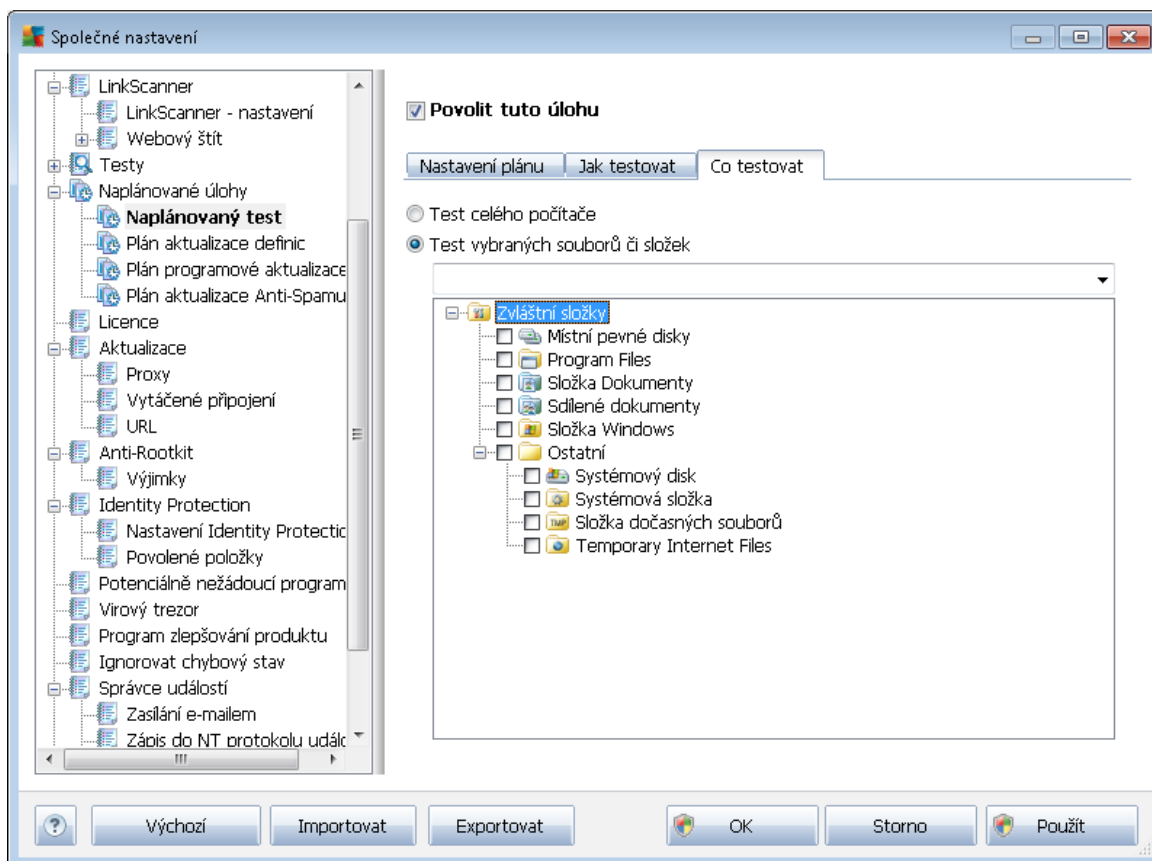 Společné nastavení
LinkScanner
LinkScanner - nastavení
Webový štít
Testy
Naplánované úlohy
Naplánovaný test
Plán aktualizace definic
Plán programové aktualizace
Plán aktualizace Anti-Spamu
Licence
Aktualizace
Proxy
Vytáčené připojení
URL
Anti-Rootkit
Výjimky
Identity Protection
Nastavení Identity Protectic
Povolené položky
Potenciálně nežádoucí program
Virový trezor
Program zlepšování produktu
Ignorovat chybový stav
Správce událostí
Zasílání e-mailem
Zápis do NT protokolu událc
Povolit tuto úlohu
Nastavení plánu Jak testovat Co testovat
Test celého počítače
Test vybraných souborů či složek
Zvláštní složky
Místní pevné disky
Program Files
Složka Dokumenty
Sdílené dokumenty
Složka Windows
Ostatní
Systémový disk
Systémová složka
TMP Složka dočasných souborů
Temporary Internet Files
? Výchozí Importovat Exportovat OK Storno Použít